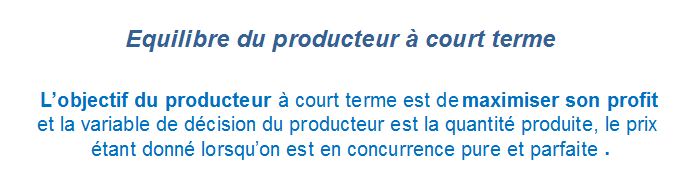 Equilibre du producteur à court terme
L’objectif du producteur à court terme est de maximiser son profit
et la variable de décision du producteur est la quantité produite, le prix
étant donné lorsqu’on est en concurrence pure et parfaite .